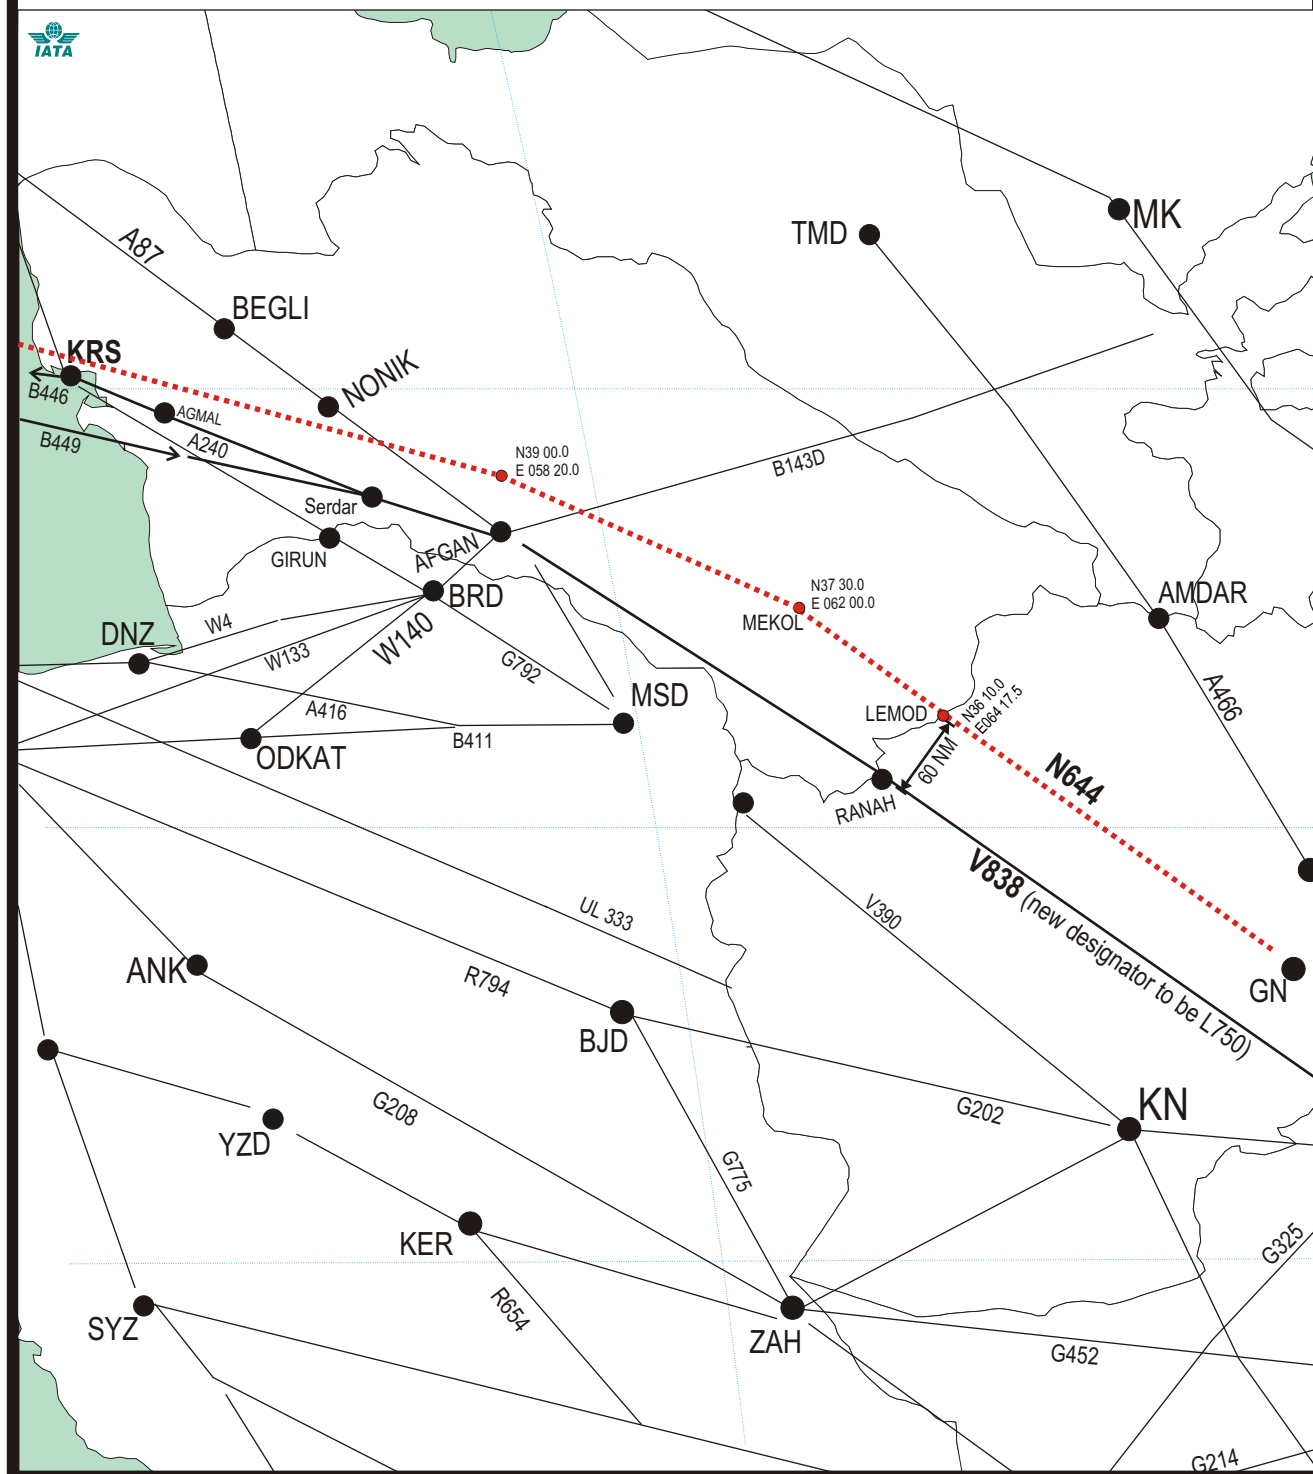 IATA
MK
TMD
A87
BEGLI
KRS
NONIK
B446
AGMAL
A240
B449
N39 00.0
E 058 20.0
B143D
Serdar
AFGAN
GIRUN
BRD
N37 30.0
E 062 00.0
MEKOL
AMDAR
W4
DNZ
W133
W140
G792
MSD
A416
B411
ODKAT
LEMOD
N36 10.0
E064 17.5
A466
60 NM
RANAH
N644
V838 (new designator to be L750)
V390
UL 333
ANK
R794
BJD
GN
G208
G202
KN
YZD
G775
KER
G325
R654
SYZ
ZAH
G452
G214